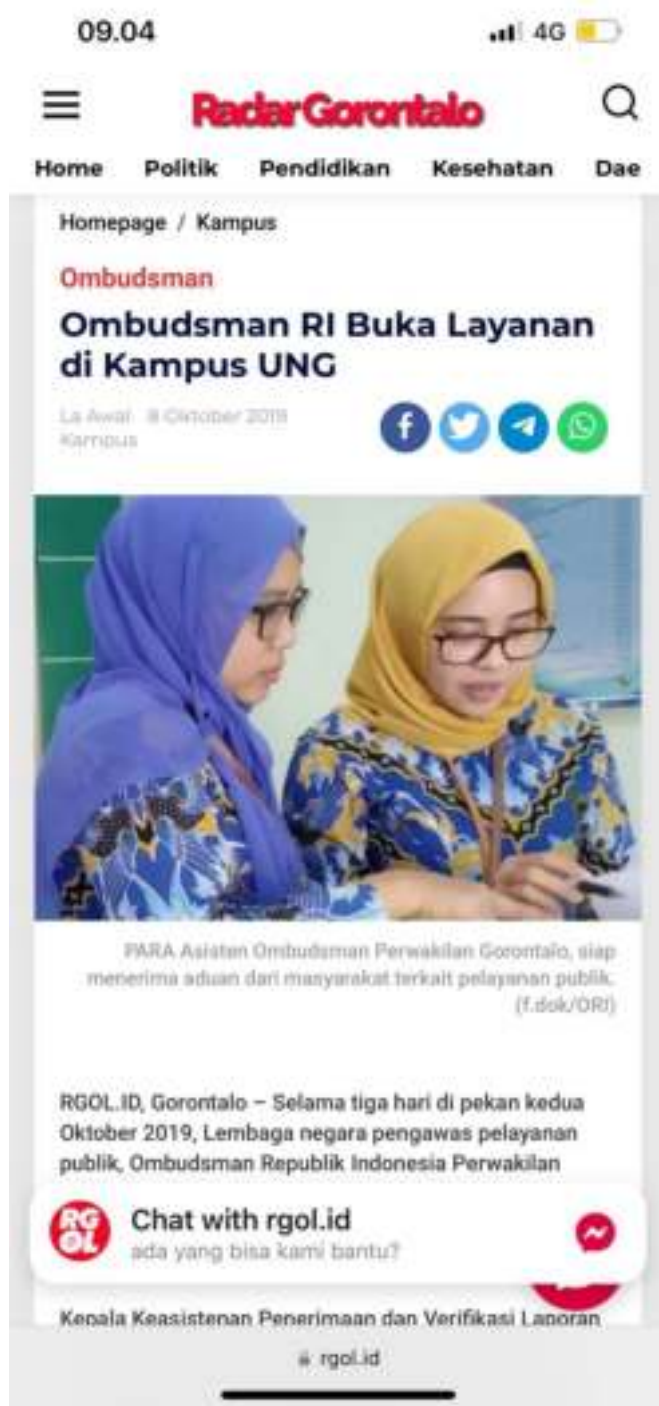 09.04
4G
Radar Gorontalo
Home Politik Pendidikan Kesehatan Dae
Homepage / Kampus
Ombudsman
Ombudsman RI Buka Layanan
di Kampus UNG
La Awal 8 Oktober 2019
Kampus
PARA Asisten Ombudsman Perwakilan Gorontalo, siap
menerima aduan dari masyarakat terkait pelayanan publik.
(f.dok/ORI)
RGOL.ID, Gorontalo – Selama tiga hari di pekan kedua
Oktober 2019, Lembaga negara pengawas pelayanan
publik, Ombudsman Republik Indonesia Perwakilan
RG
OL
Chat with rgol.id
ada yang bisa kami bantu?
Kepala Keasistenan Penerimaan dan Verifikasi Laporan
rgol.id